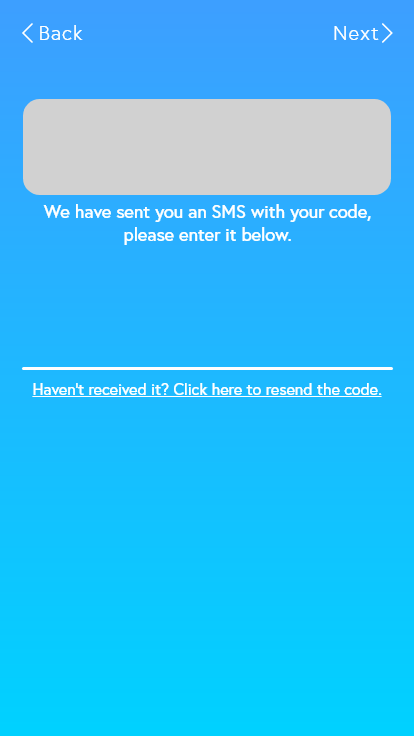 Back
Next
We have sent you an SMS with your code,
please enter it below.
Haven't received it? Click here to resend the code.